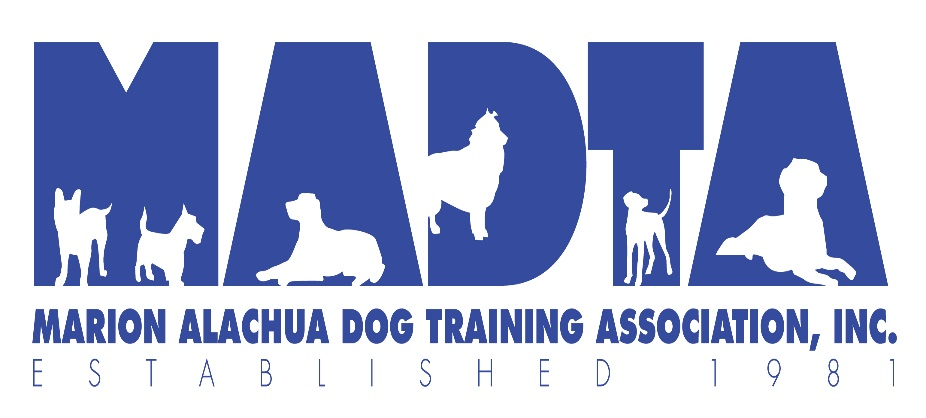 MADTA
MARION ALACHUA DOG TRAINING ASSOCIATION, INC.
ESTABLISHED 1981